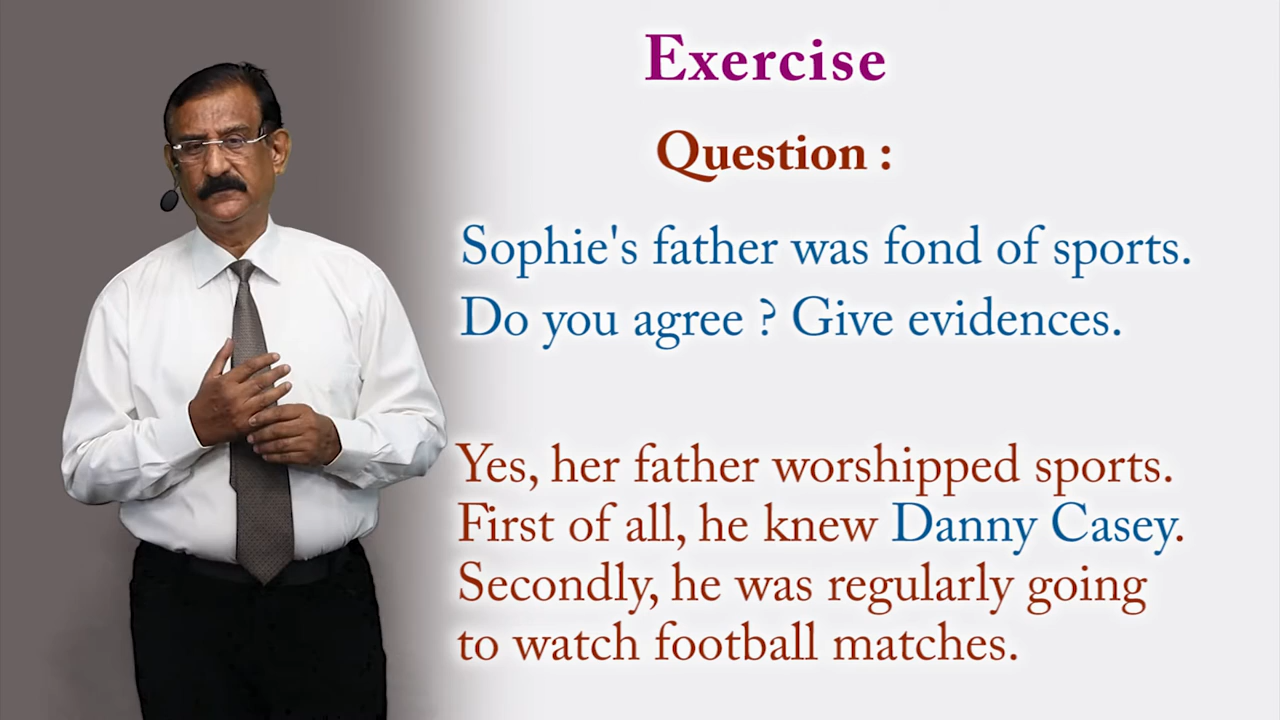 Exercise
Question :
Sophie's father was fond of sports.
Do you agree ? Give evidences.
Yes, her father worshipped sports.
First of all, he knew Danny Casey.
Secondly, he was regularly going
to watch football matches.